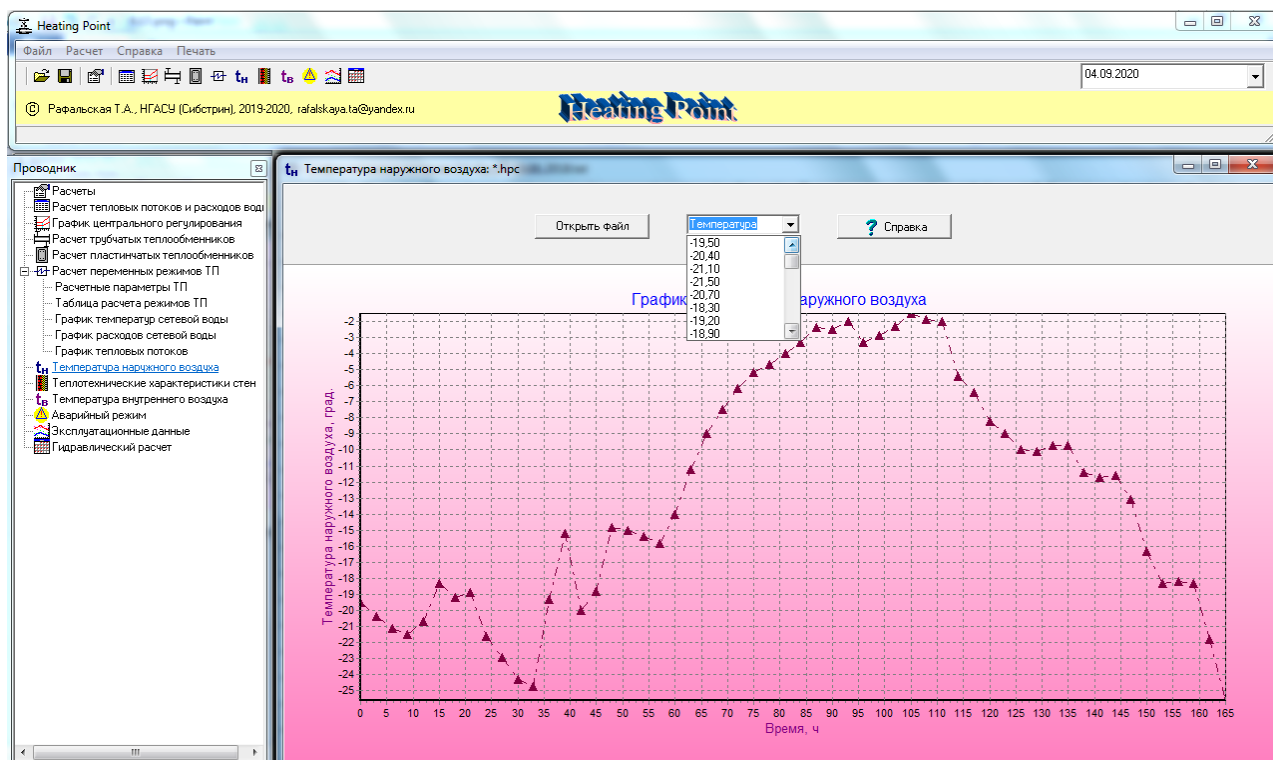 Heating Point
Файл Расчет Справка Печать
tн tв 04.09.2020
© Рафальская Т.А., НГАСУ (Сибстрин), 2019-2020, rafalskaya.ta@yandex.ru Heating Point
Проводник
Расчеты
Расчет тепловых потоков и расходов воды
График центрального регулирования
Расчет трубчатых теплообменников
Расчет пластинчатых теплообменников
Расчет переменных режимов ТП
Расчетные параметры ТП
Таблица расчета режимов ТП
График температур сетевой воды
График расходов сетевой воды
График тепловых потоков
tн Температура наружного воздуха
Теплотехнические характеристики стен
tв Температура внутреннего воздуха
Аварийный режим
Эксплуатационные данные
Гидравлический расчет
tн Температура наружного воздуха: *.hpc
Открыть файл Температура ? Справка
-19,50
-20,40
-21,10
-21,50
-20,70
-18,30
-19,20
-18,90
График наружного воздуха
Температура наружного воздуха, град.
-2
-3
-4
-5
-6
-7
-8
-9
-10
-11
-12
-13
-14
-15
-16
-17
-18
-19
-20
-21
-22
-23
-24
-25
0 5 10 15 20 25 30 35 40 45 50 55 60 65 70 75 80 85 90 95 100 105 110 115 120 125 130 135 140 145 150 155 160 165
Время, ч